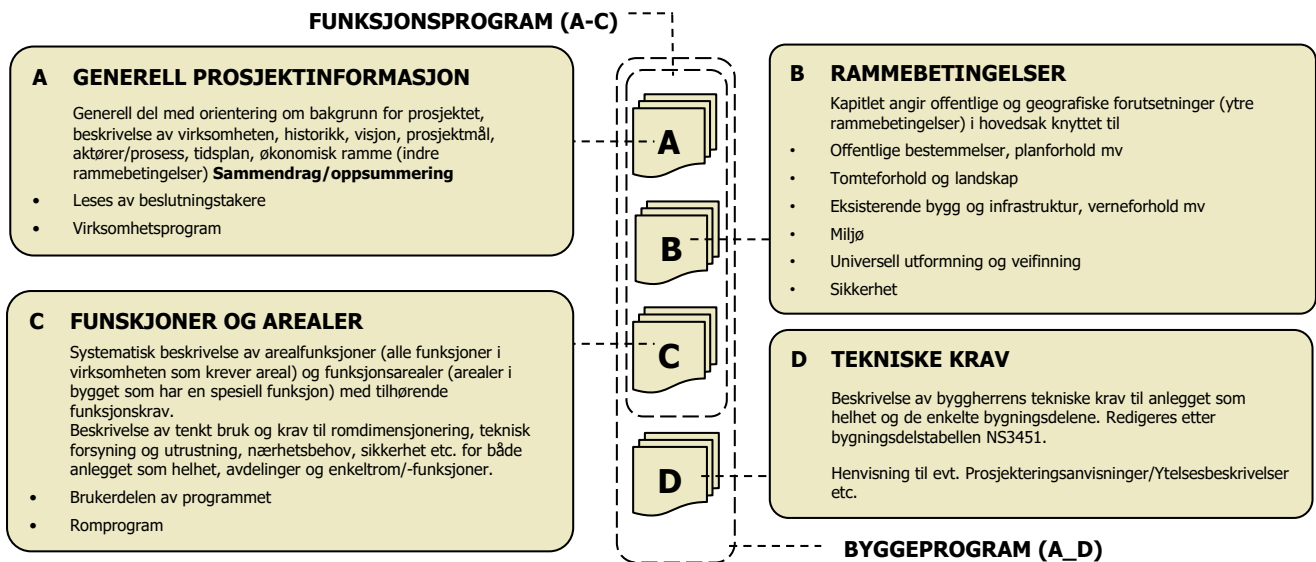 FUNKSJONSPROGRAM (A-C)
A GENERELL PROSJEKTINFORMASJON
Generell del med orientering om bakgrunn for prosjektet,
beskrivelse av virksomheten, historikk, visjon, prosjektmål,
aktører/prosess, tidsplan, økonomisk ramme (indre
rammebetingelser) Sammendrag/oppsummering
• Leses av beslutningstakere
• Virksomhetsprogram
A
B
C
D
B RAMMEBETINGELSER
Kapitlet angir offentlige og geografiske forutsetninger (ytre
rammebetingelser) i hovedsak knyttet til
• Offentlige bestemmelser, planforhold mv
• Tomteforhold og landskap
• Eksisterende bygg og infrastruktur, verneforhold mv
• Miljø
• Universell utformning og veifinning
• Sikkerhet
C FUNSKJONER OG AREALER
Systematisk beskrivelse av arealfunksjoner (alle funksjoner i
virksomheten som krever areal) og funksjonsarealer (arealer i
bygget som har en spesiell funksjon) med tilhørende
funksjonskrav.
Beskrivelse av tenkt bruk og krav til romdimensjonering, teknisk
forsyning og utrustning, nærhetsbehov, sikkerhet etc. for både
anlegget som helhet, avdelinger og enkeltrom/-funksjoner.
• Brukerdelen av programmet
• Romprogram
D TEKNISKE KRAV
Beskrivelse av byggherrens tekniske krav til anlegget som
helhet og de enkelte bygningsdelene. Redigeres etter
bygningsdelstabellen NS3451.
Henvisning til evt. Prosjekteringsanvisninger/Ytelsesbeskrivelser
etc.
BYGGEPROGRAM (A_D)